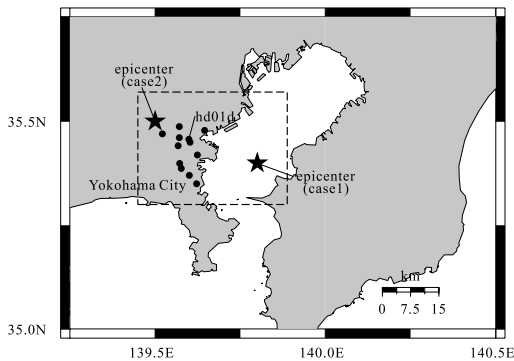 epicenter
(case2)
35.5N
hd01d
Yokohama City
epicenter
(case1)
km
0 7.5 15
35.0N
139.5E 140.0E 140.5E